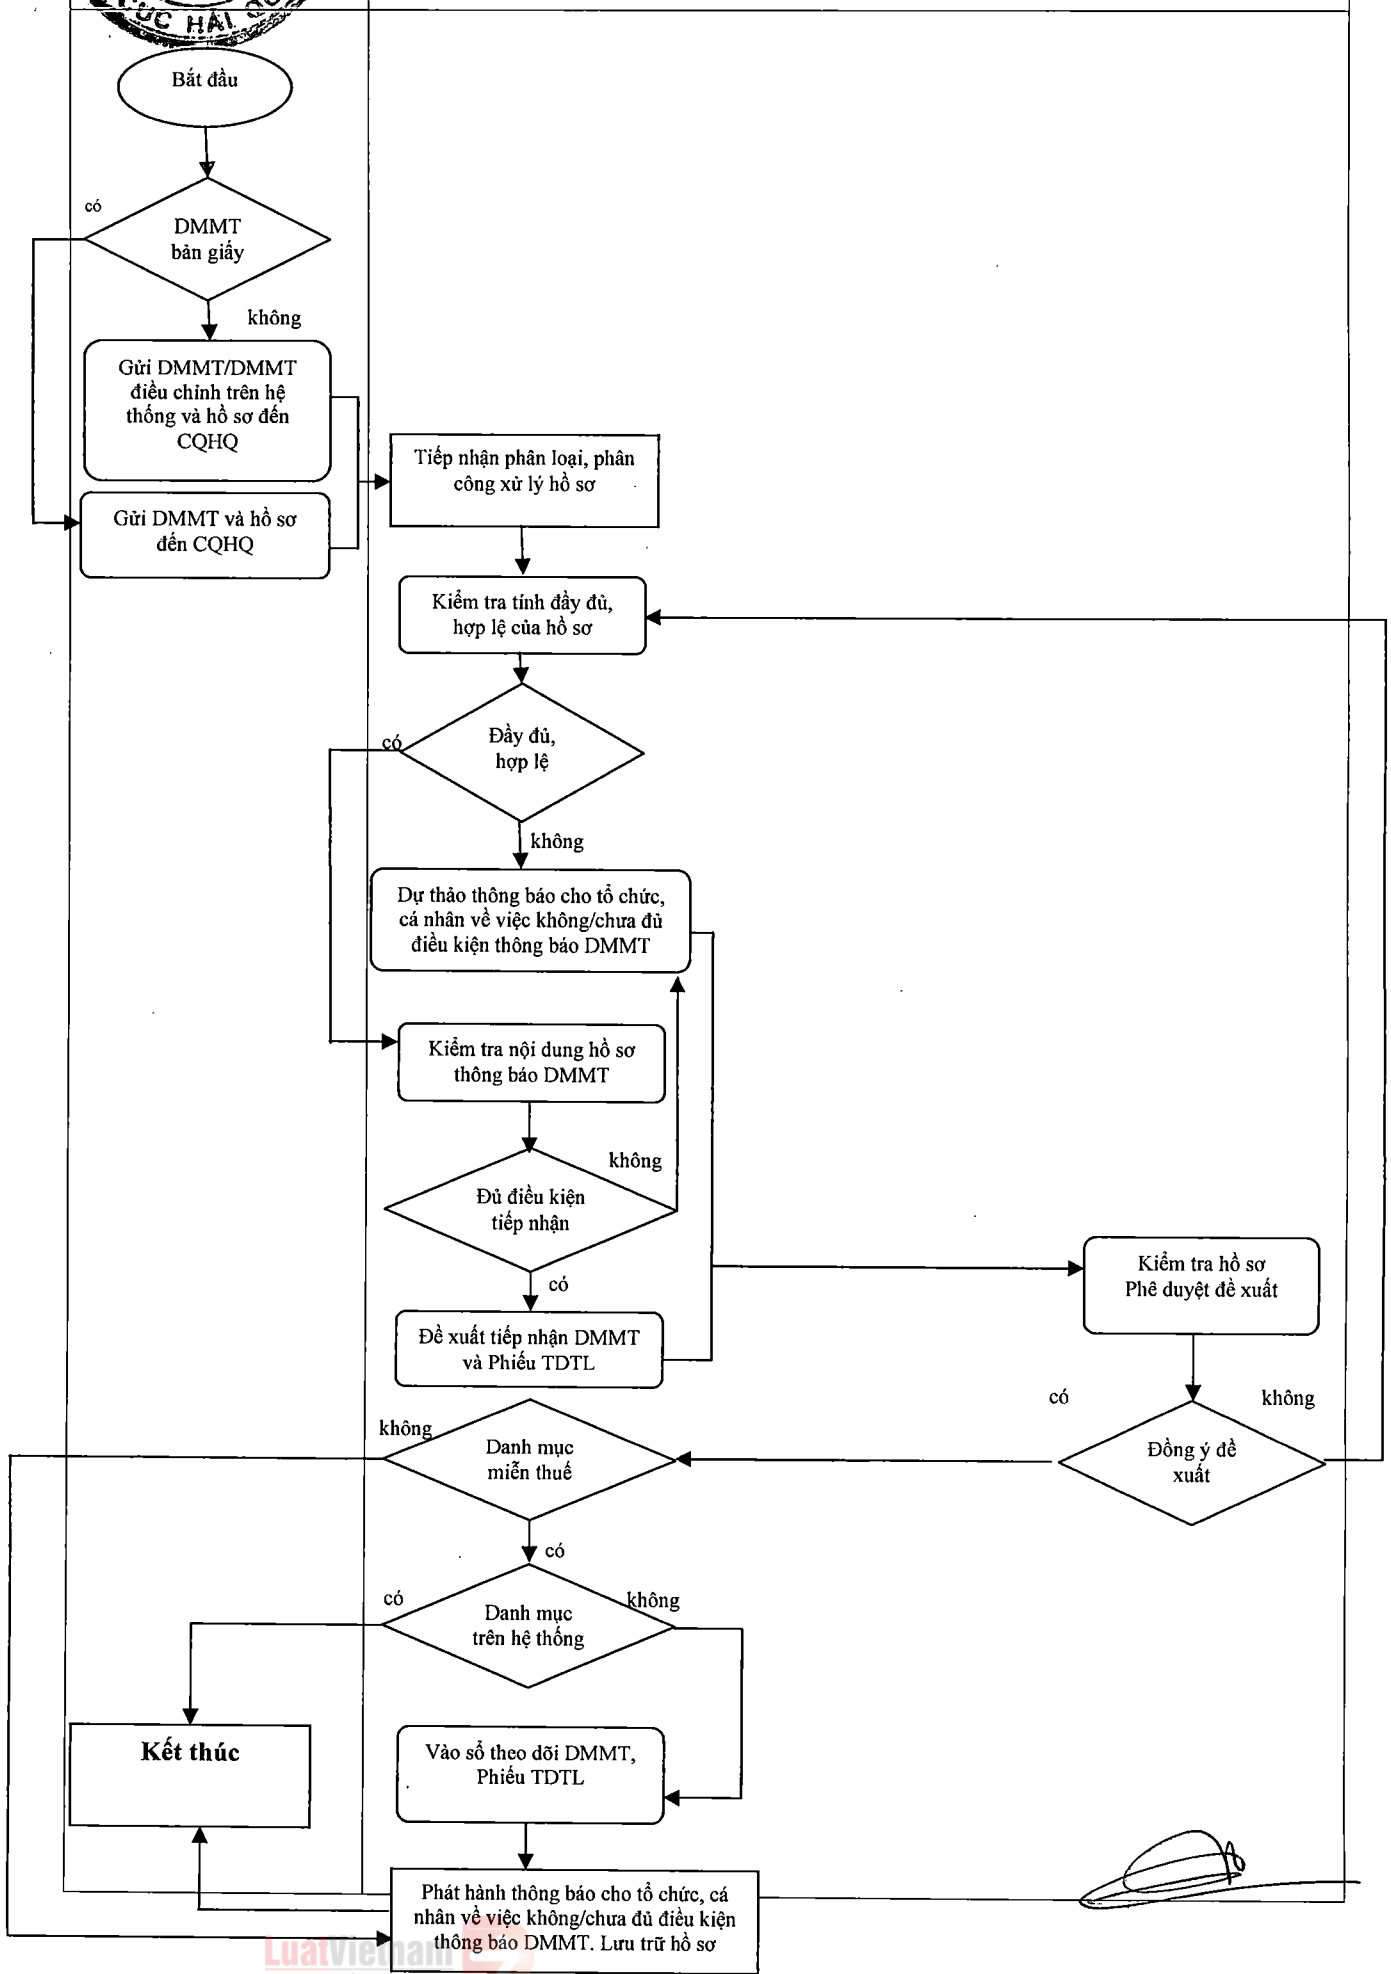 CỤC HẢI QU
Bắt đầu
có
DMMT
bản giấy
không
Gửi DMMT/DMMT
điều chỉnh trên hệ
thống và hồ sơ đến
CQHQ
Tiếp nhận phân loại, phân
công xử lý hồ sơ
Gửi DMMT và hồ sơ
đến CQHQ
Kiểm tra tính đầy đủ,
hợp lệ của hồ sơ
có
Đầy đủ,
hợp lệ
không
Dự thảo thông báo cho tổ chức,
cá nhân về việc không/chưa đủ
điều kiện thông báo DMMT
Kiểm tra nội dung hồ sơ
thông báo DMMT
không
Đủ điều kiện
tiếp nhận
có
Kiểm tra hồ sơ
Phê duyệt đề xuất
Đề xuất tiếp nhận DMMT
và Phiếu TDTL
có
không
không
Danh mục
miễn thuế
Đồng ý đề
xuất
có
có
không
Danh mục
trên hệ thống
Kết thúc
Vào sổ theo dõi DMMT,
Phiếu TDTL
Phát hành thông báo cho tổ chức, cá
nhân về việc không/chưa đủ điều kiện
thông báo DMMT. Lưu trữ hồ sơ
LuatVietnam